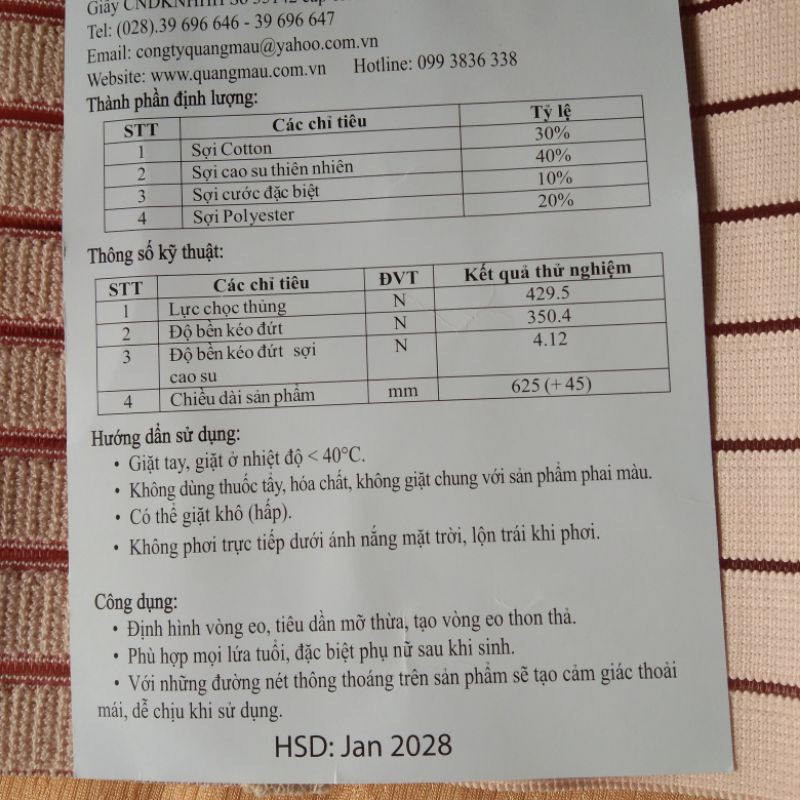 Giấy CNĐKNHHH Số
Tel: (028).39 696 646 - 39 696 647
Email: congtyquangmau@yahoo.com.vn
Website: www.quangmau.com.vn Hotline: 099 3836 338
Thành phần định lượng:
STT Các chỉ tiêu Tỷ lệ
1 Sợi Cotton 30%
2 Sợi cao su thiên nhiên 40%
3 Sợi cước đặc biệt 10%
4 Sợi Polyester 20%
Thông số kỹ thuật:
STT Các chỉ tiêu ĐVT Kết quả thử nghiệm
1 Lực chọc thủng N 429.5
2 Độ bền kéo đứt N 350.4
3 Độ bền kéo đứt sợi N 4.12
cao su
4 Chiều dài sản phẩm mm 625 (+ 45)
Hướng dẫn sử dụng:
• Giặt tay, giặt ở nhiệt độ < 40°C.
• Không dùng thuốc tẩy, hóa chất, không giặt chung với sản phẩm phai màu.
• Có thể giặt khô (hấp).
• Không phơi trực tiếp dưới ánh nắng mặt trời, lộn trái khi phơi.
Công dụng:
• Định hình vòng eo, tiêu dần mỡ thừa, tạo vòng eo thon thả.
• Phù hợp mọi lứa tuổi, đặc biệt phụ nữ sau khi sinh.
• Với những đường nét thông thoáng trên sản phẩm sẽ tạo cảm giác thoải
mái, dễ chịu khi sử dụng.
HSD: Jan 2028